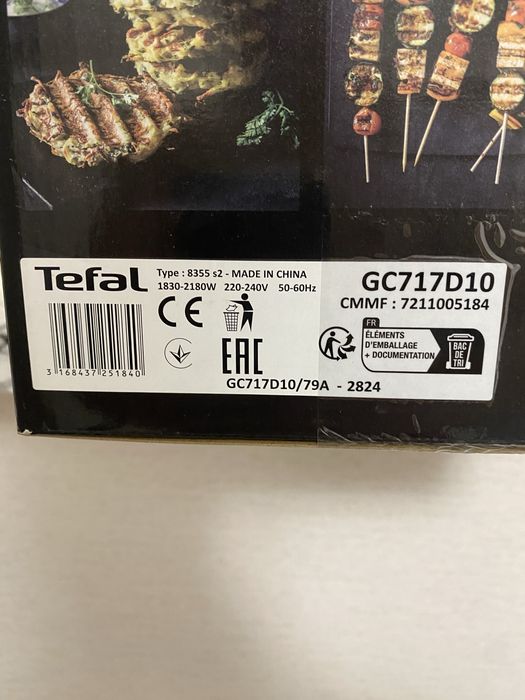 Tefal
Type : 8355 s2 - MADE IN CHINA
1830-2180W 220-240V 50-60Hz
GC717D10
CMMF : 7211005184
CE
EAC
FR
ÉLÉMENTS
D'EMBALLAGE
+ DOCUMENTATION
BAC
DE
TRI
3 168437 251840
GC717D10/79A - 2824